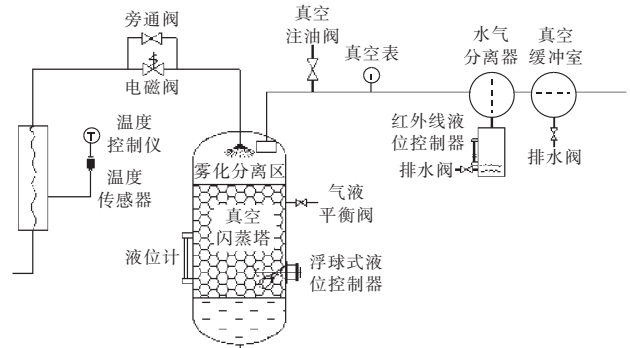 旁通阀
电磁阀
真空
注油阀
真空表
水气
分离器
真空
缓冲室
T
温度
控制仪
温度
传感器
红外线液
位控制器
排水阀
排水阀
雾化分离区
真空
闪蒸塔
气液
平衡阀
液位计
浮球式液
位控制器